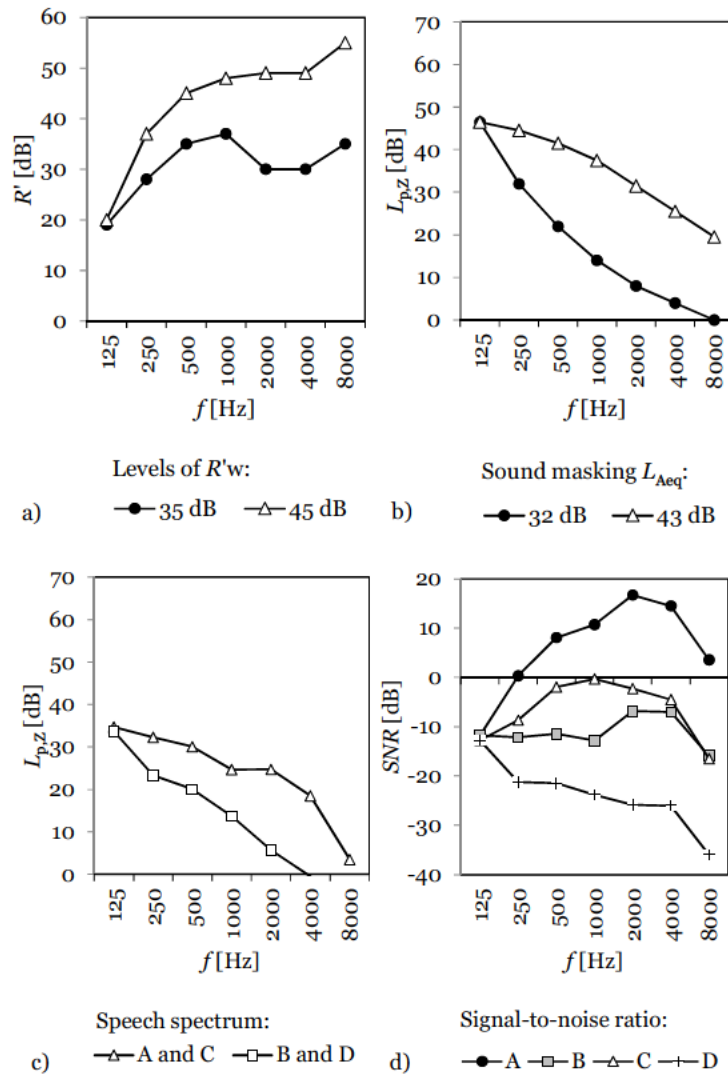 60
50
40
30
20
10
0
R' [dB]
125
250
500
1000
2000
4000
8000
f [Hz]
Levels of R'w:
a)
35 dB
45 dB
70
60
50
40
30
20
10
0
Lp,Z [dB]
125
250
500
1000
2000
4000
8000
f [Hz]
Sound masking LAeq:
b)
32 dB
43 dB
70
60
50
40
30
20
10
0
Lp,Z [dB]
125
250
500
1000
2000
4000
8000
f [Hz]
Speech spectrum:
c)
A and C
B and D
20
10
0
-10
-20
-30
-40
SNR [dB]
125
250
500
1000
2000
4000
8000
f [Hz]
Signal-to-noise ratio:
d)
A
B
C
D